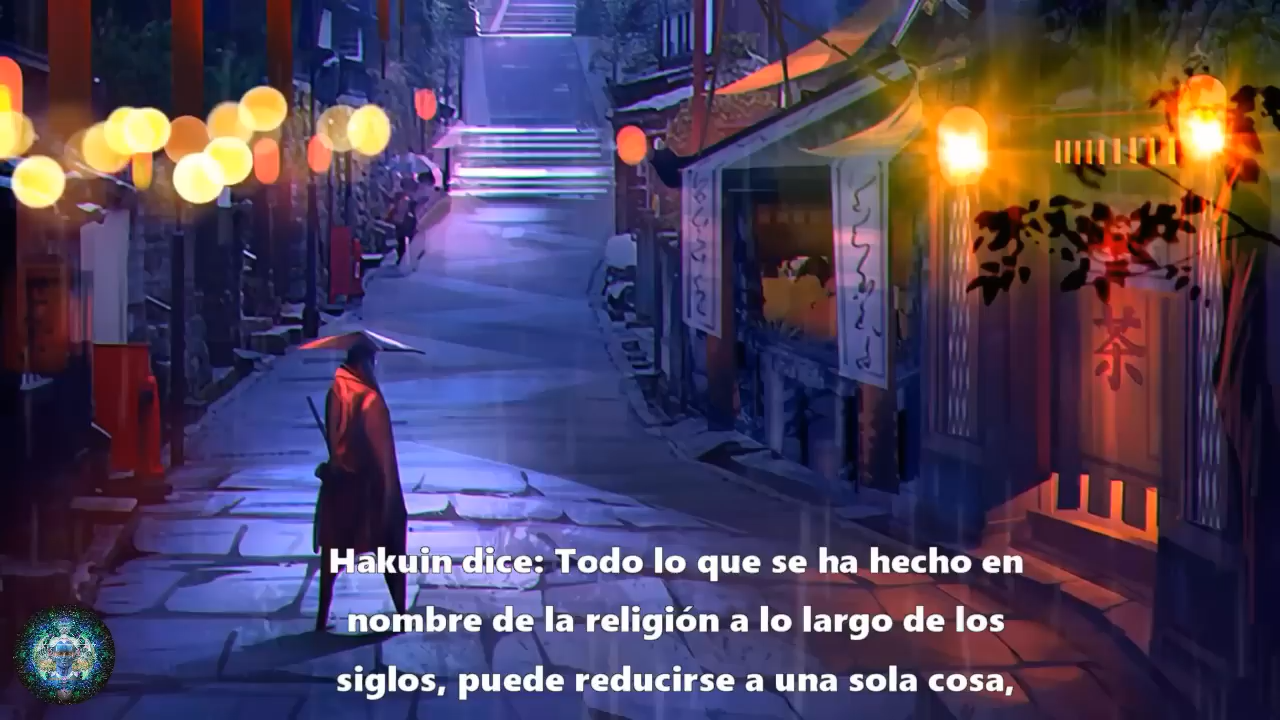 茶
Hakuin dice: Todo lo que se ha hecho en
nombre de la religión a lo largo de los
siglos, puede reducirse a una sola cosa,